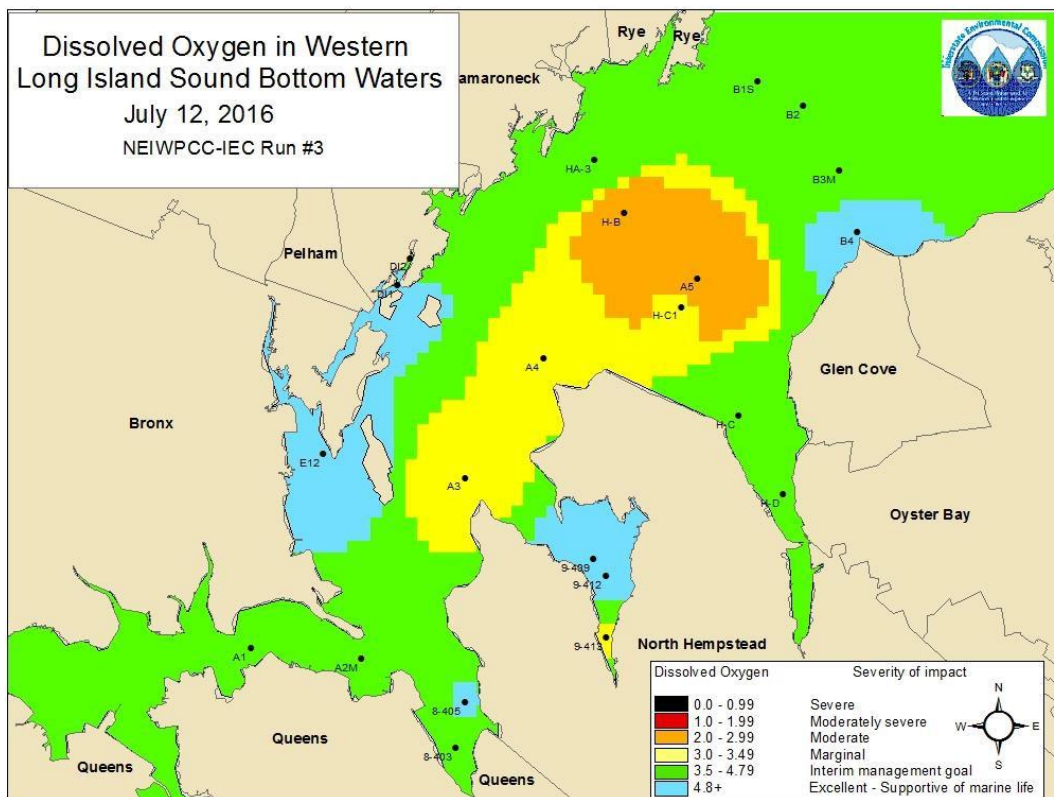 Dissolved Oxygen in Western
Long Island Sound Bottom Waters
July 12, 2016
NEIWPCC-IEC Run #3
Rye
Rye
amaroneck
Interstate Environmental Commission
B1S
B2
HA-3
B3M
H-B
B4
Pelham
DI2
DI1
A5
H-C1
A4
Glen Cove
Bronx
H-C
E12
A3
H-D
Oyster Bay
9-409
9-412
9-413
North Hempstead
A1
A2M
8-405
8-403
Queens
Queens
Queens
Dissolved Oxygen Severity of impact
0.0 - 0.99 Severe
1.0 - 1.99 Moderately severe
2.0 - 2.99 Moderate
3.0 - 3.49 Marginal
3.5 - 4.79 Interim management goal
4.8+ Excellent - Supportive of marine life
N
W E
S